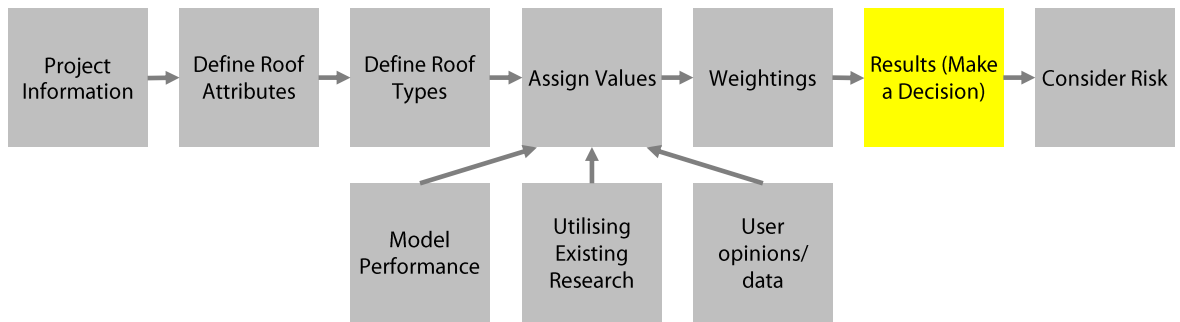 Project
Information
Define Roof
Attributes
Define Roof
Types
Assign Values
Weightings
Results (Make
a Decision)
Consider Risk
Model
Performance
Utilising
Existing
Research
User
opinions/
data